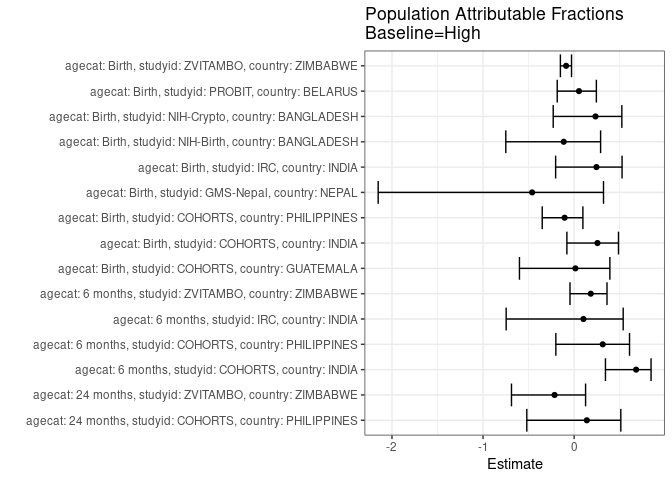 Population Attributable Fractions
Baseline=High
agecat: Birth, studyid: ZVITAMBO, country: ZIMBABWE
agecat: Birth, studyid: PROBIT, country: BELARUS
agecat: Birth, studyid: NIH-Crypto, country: BANGLADESH
agecat: Birth, studyid: NIH-Birth, country: BANGLADESH
agecat: Birth, studyid: IRC, country: INDIA
agecat: Birth, studyid: GMS-Nepal, country: NEPAL
agecat: Birth, studyid: COHORTS, country: PHILIPPINES
agecat: Birth, studyid: COHORTS, country: INDIA
agecat: Birth, studyid: COHORTS, country: GUATEMALA
agecat: 6 months, studyid: ZVITAMBO, country: ZIMBABWE
agecat: 6 months, studyid: IRC, country: INDIA
agecat: 6 months, studyid: COHORTS, country: PHILIPPINES
agecat: 6 months, studyid: COHORTS, country: INDIA
agecat: 24 months, studyid: ZVITAMBO, country: ZIMBABWE
agecat: 24 months, studyid: COHORTS, country: PHILIPPINES
-2 -1 0
Estimate